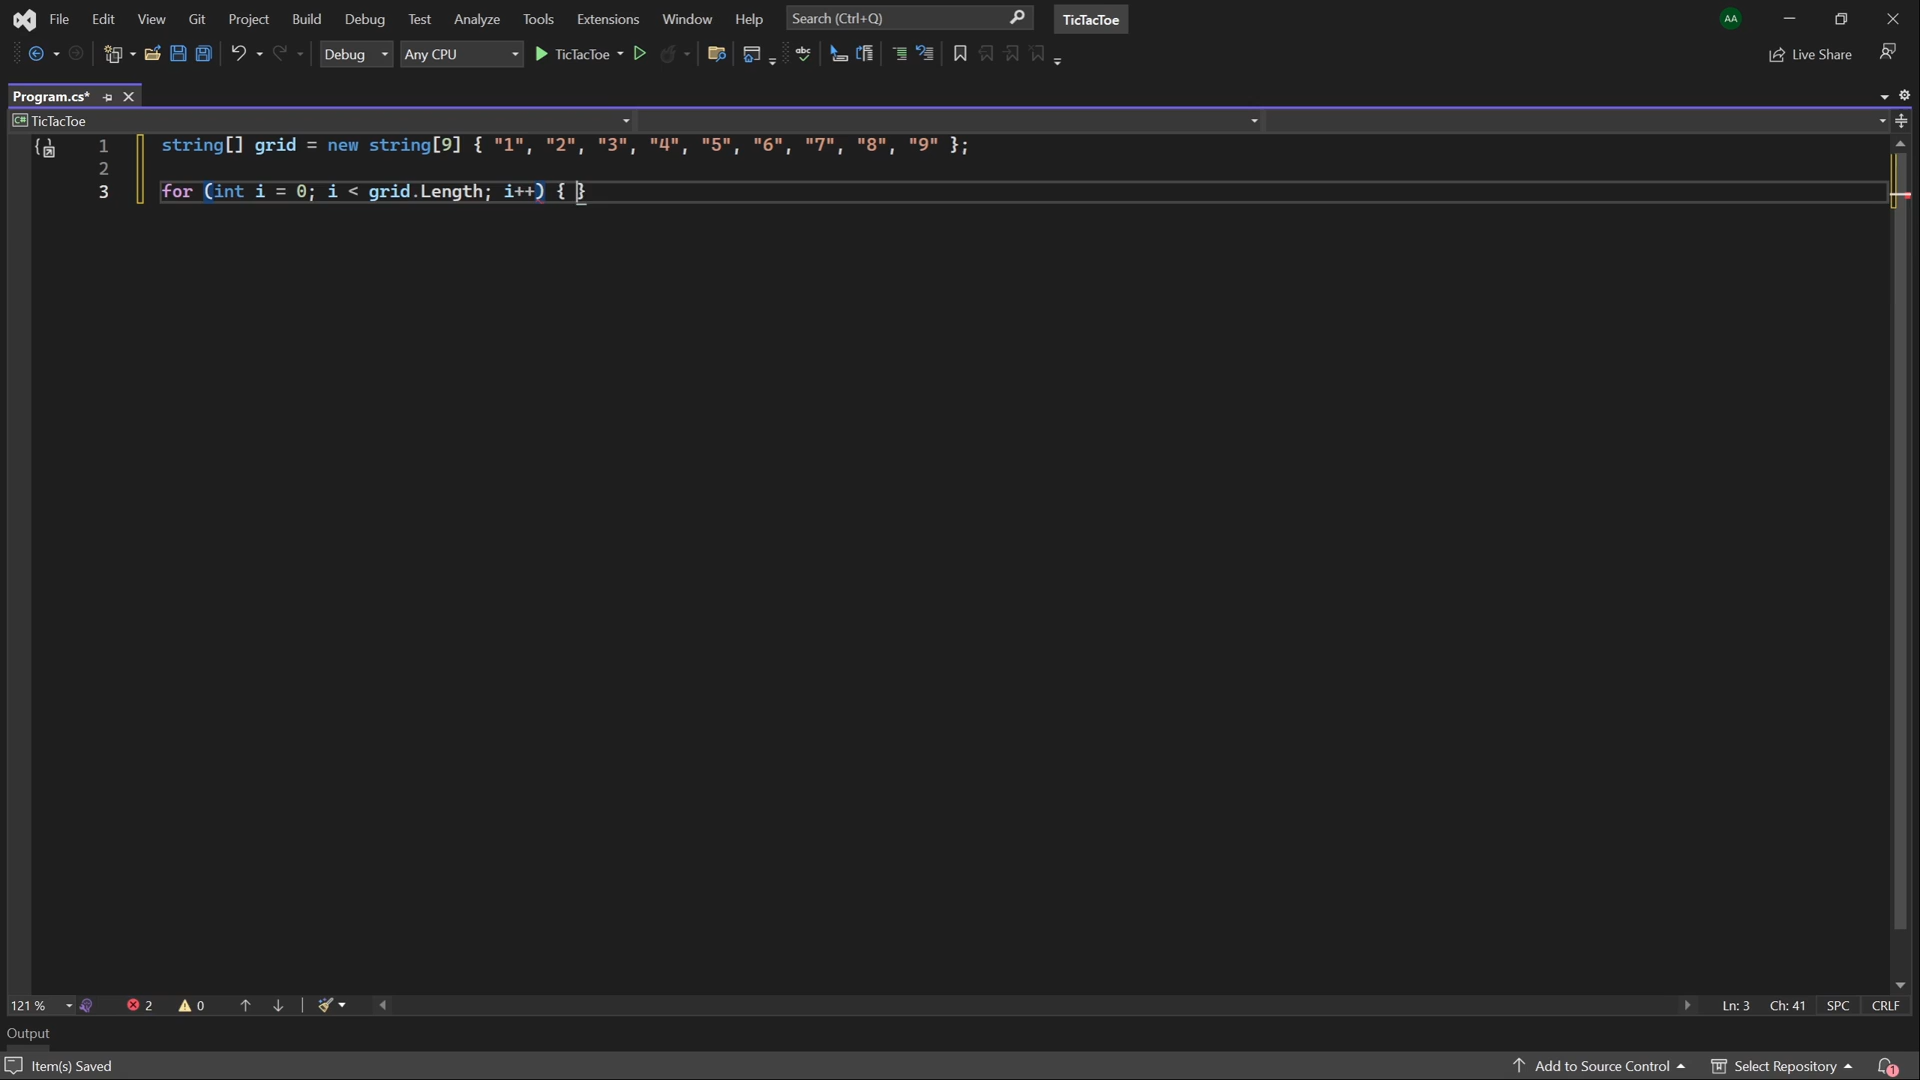 File Edit View Git Project Build Debug Test Analyze Tools Extensions Window Help Search (Ctrl+Q) TicTacToe AA
Debug Any CPU TicTacToe abc Live Share
Program.cs*
C# TicTacToe
1 string[] grid = new string[9] { "1", "2", "3", "4", "5", "6", "7", "8", "9" };
2
3 for (int i = 0; i < grid.Length; i++) { }
121 % 2 0 Ln: 3 Ch: 41 SPC CRLF
Output
Item(s) Saved Add to Source Control Select Repository 1